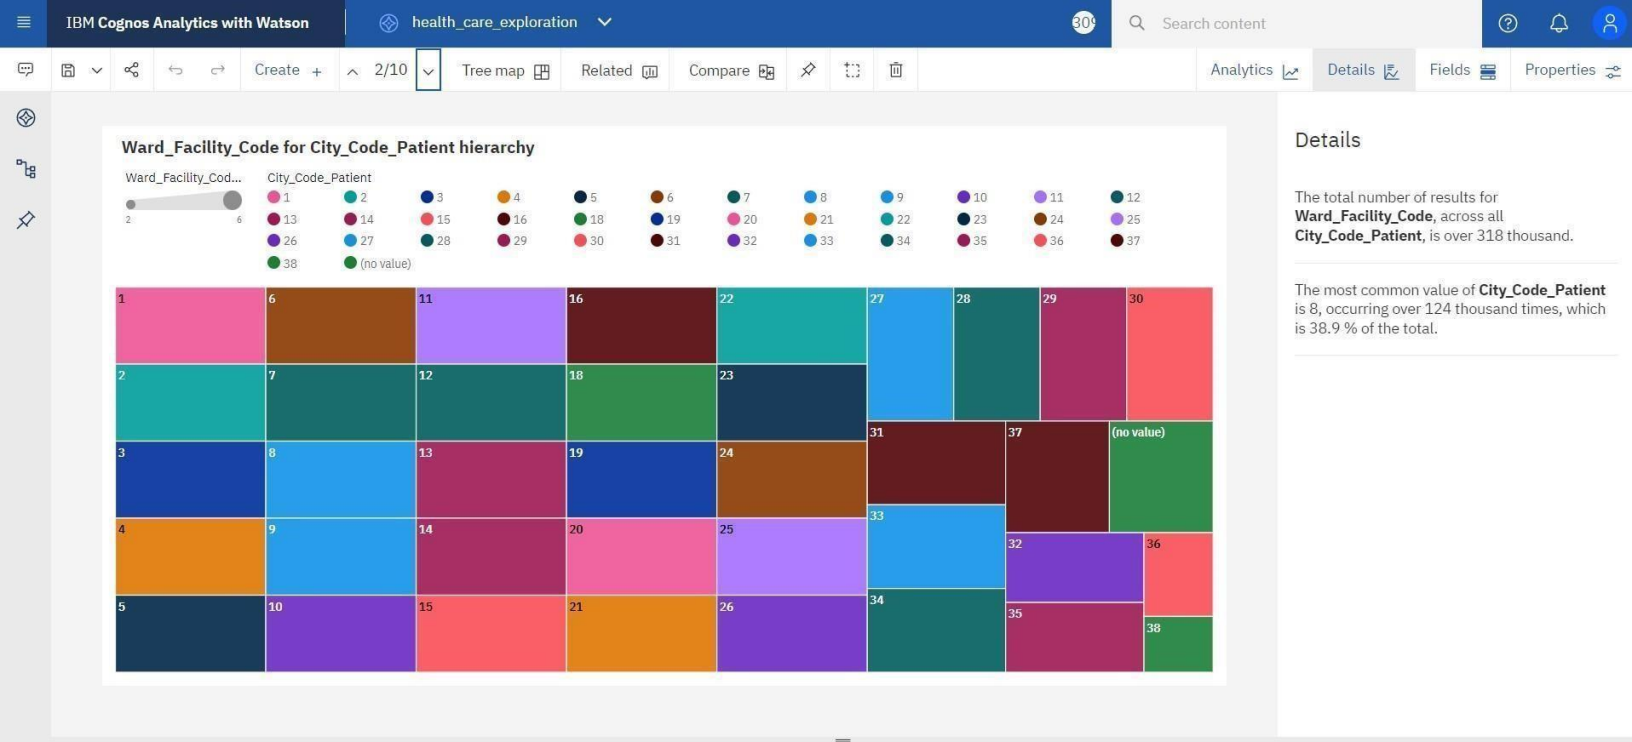 IBM Cognos Analytics with Watson
health_care_exploration
309
Search content
Create +
2/10
Tree map
Related
Compare
Analytics
Details
Fields
Properties
Ward_Facility_Code for City_Code_Patient hierarchy
Ward_Facility_Cod...
2 6
City_Code_Patient
1 2 3 4 5 6 7 8 9 10 11 12
13 14 15 16 18 19 20 21 22 23 24 25
26 27 28 29 30 31 32 33 34 35 36 37
38 (no value)
1 6 11 16 22 27 28 29 30
2 7 12 18 23
31 37 (no value)
3 8 13 19 24
33
4 9 14 20 25
32 36
34
5 10 15 21 26
35
38
Details
The total number of results for
Ward_Facility_Code, across all
City_Code_Patient, is over 318 thousand.
The most common value of City_Code_Patient
is 8, occurring over 124 thousand times, which
is 38.9 % of the total.